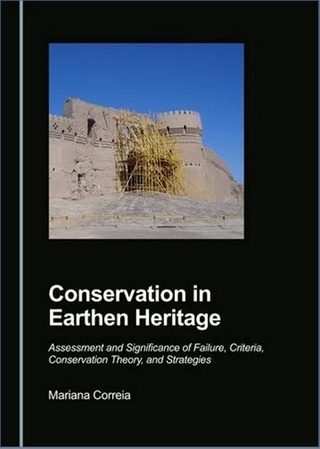 Conservation in
Earthen Heritage
Assessment and Significance of Failure, Criteria,
Conservation Theory, and Strategies
Mariana Correia